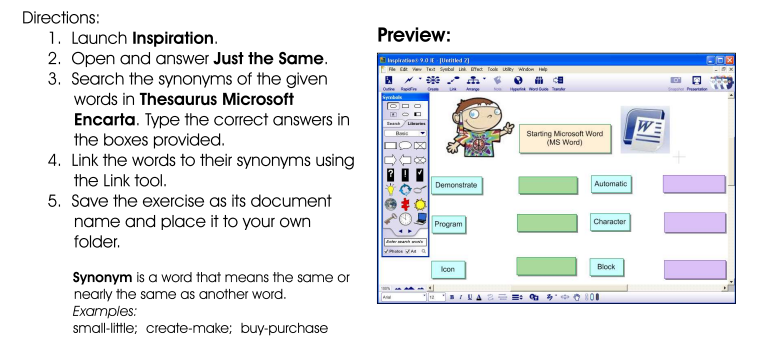 Directions:
1. Launch Inspiration.
2. Open and answer Just the Same.
3. Search the synonyms of the given
words in Thesaurus Microsoft
Encarta. Type the correct answers in
the boxes provided.
4. Link the words to their synonyms using
the Link tool.
5. Save the exercise as its document
name and place it to your own
folder.
Synonym is a word that means the same or
nearly the same as another word.
Examples:
small-little; create-make; buy-purchase
Preview:
Inspiration® 9.0 IE - [Untitled 2]
File Edit View Text Symbol Link Effect Tools Utility Window Help
Outline RapidFire Create Link Arrange Hyperlink Word Guide Transfer Presentation
Symbols
Search Libraries
Basic
Enter search words
Photos Art
Starting Microsoft Word
(MS Word)
W
Demonstrate
Automatic
Program
Character
Icon
Block
100%
Arial 12 B I U A